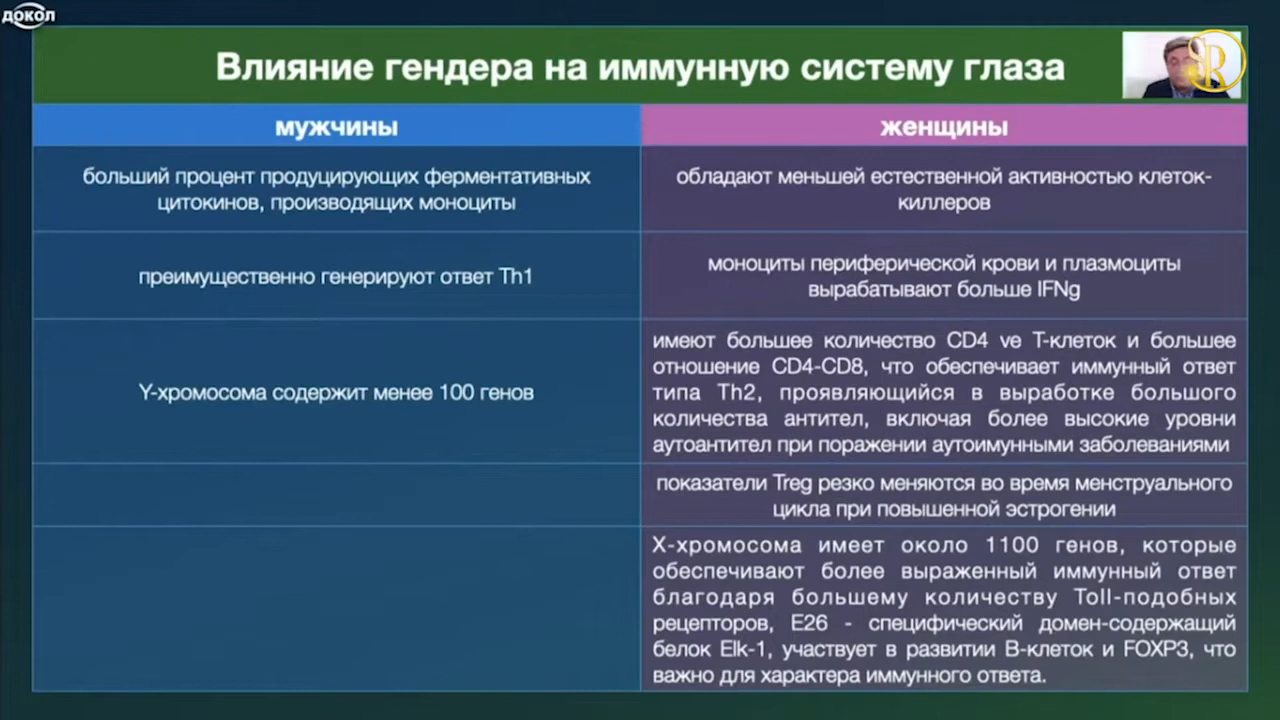 ДОКОЛ
Влияние гендера на иммунную систему глаза
R
мужчины
женщины
больший процент продуцирующих ферментативных
цитокинов, производящих моноциты
обладают меньшей естественной активностью клеток-
киллеров
преимущественно генерируют ответ Th1
моноциты периферической крови и плазмоциты
вырабатывают больше IFNg
Y-хромосома содержит менее 100 генов
имеют большее количество CD4 ve Т-клеток и большее
отношение CD4-CD8, что обеспечивает иммунный ответ
типа Th2, проявляющийся в выработке большого
количества антител, включая более высокие уровни
аутоантител при поражении аутоимунными заболеваниями
показатели Treg резко меняются во время менструального
цикла при повышенной эстрогении
Х-хромосома имеет около 1100 генов, которые
обеспечивают более выраженный иммунный ответ
благодаря большему количеству Toll-подобных
рецепторов, E26 - специфический домен-содержащий
белок Elk-1, участвует в развитии В-клеток и FOXP3, что
важно для характера иммунного ответа.